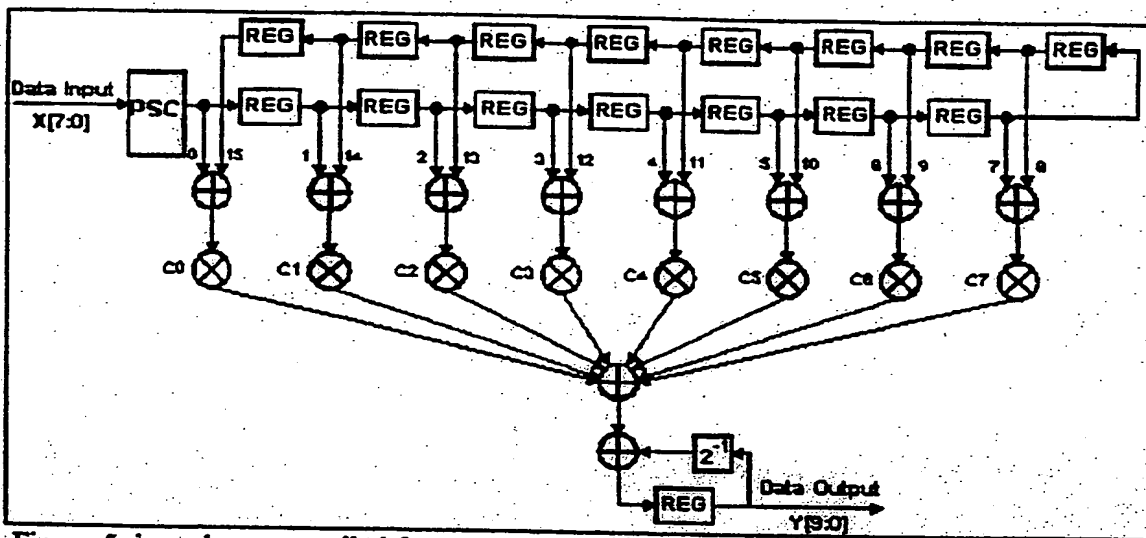 REG REG REG REG REG REG REG REG
Data Input
X[7:0]
PSC
REG REG REG REG REG REG REG
0 15 1 14 2 13 3 12 4 11 5 10 6 9 7 8
C0 C1 C2 C3 C4 C5 C6 C7
2⁻¹
REG
Data Output
Y[9:0]